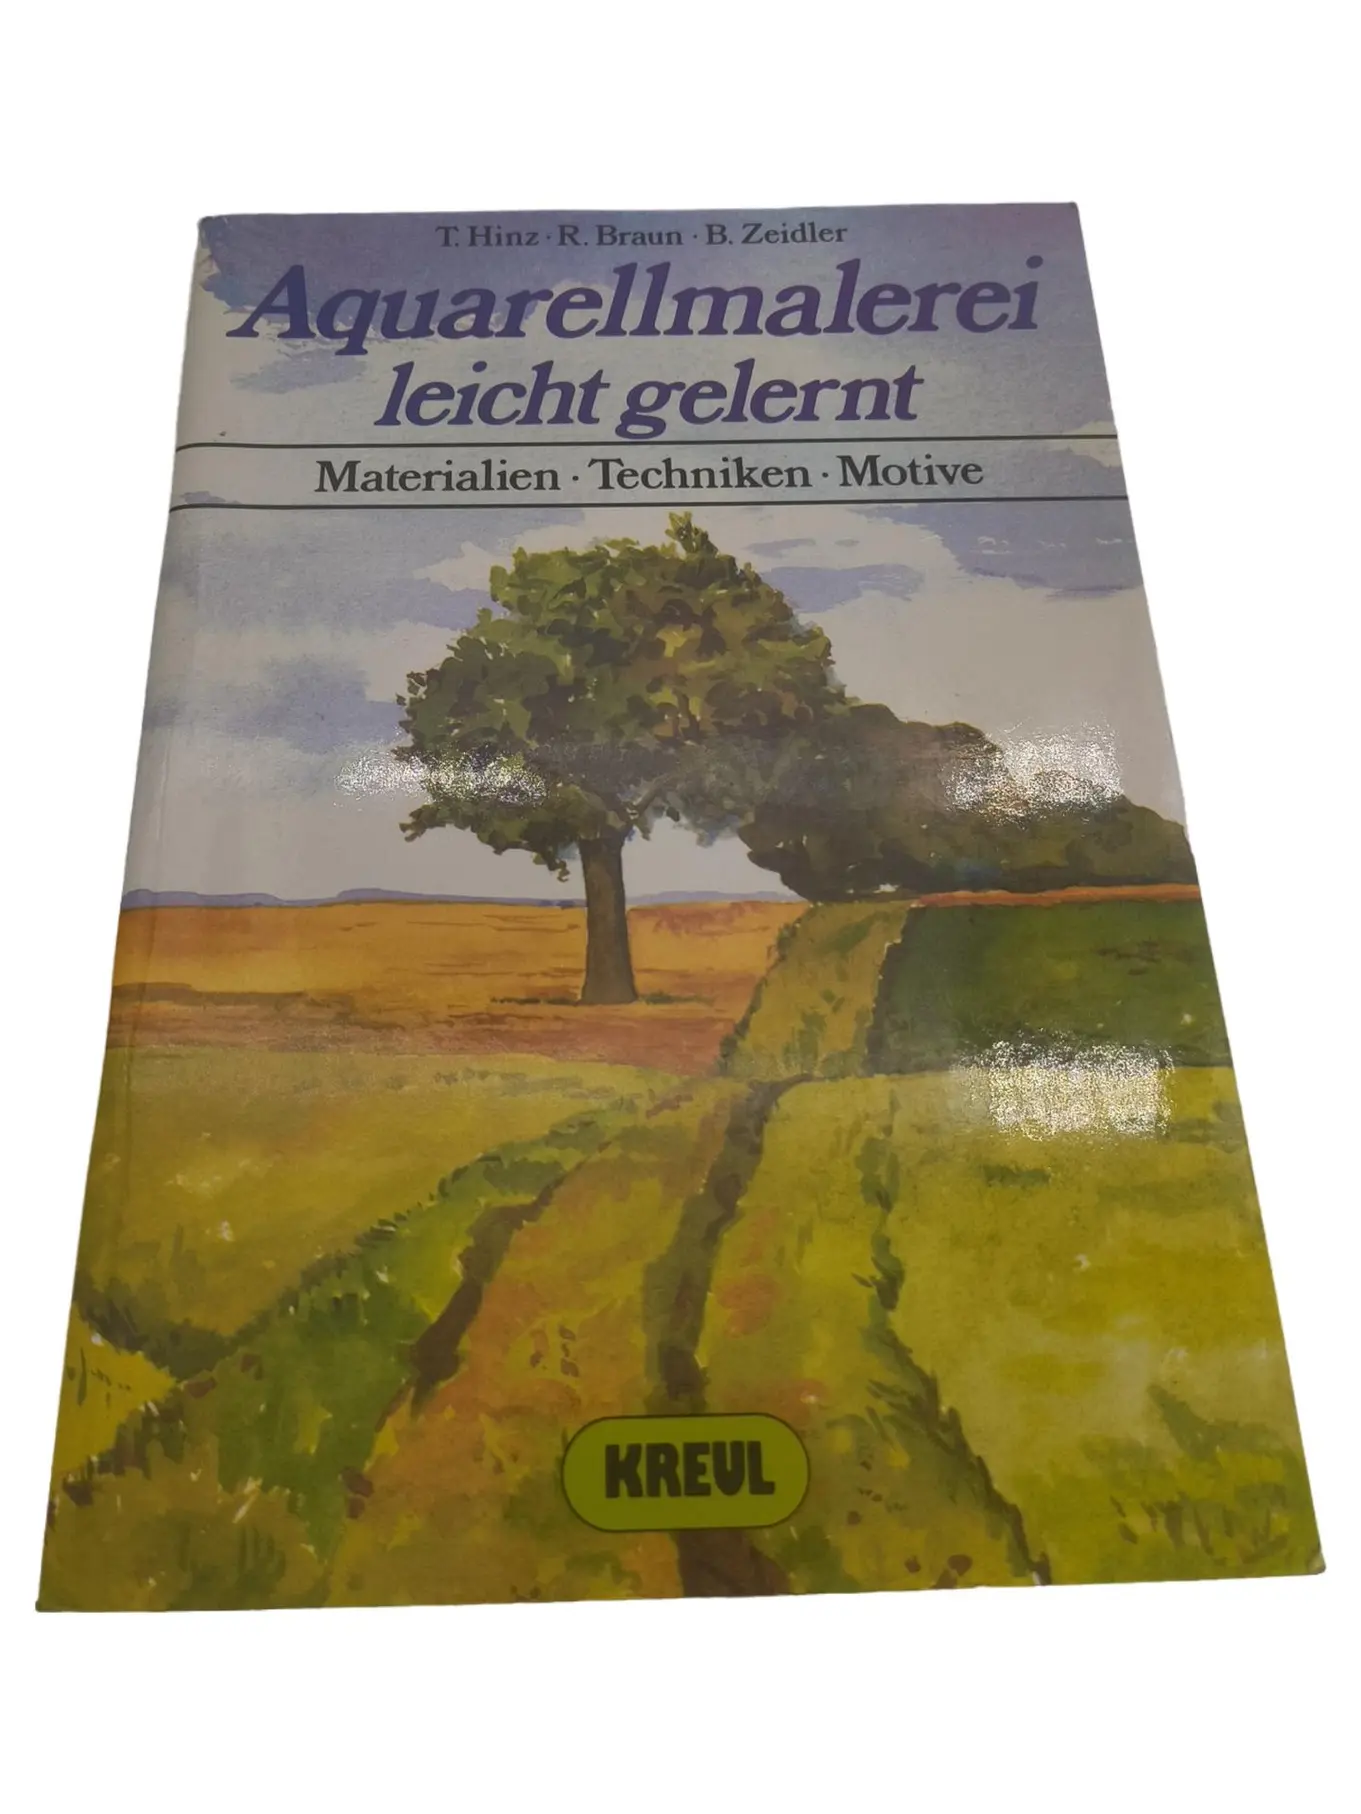 T. Hinz · R. Braun · B. Zeidler
Aquarellmalerei
leicht gelernt
Materialien · Techniken · Motive
KREUL